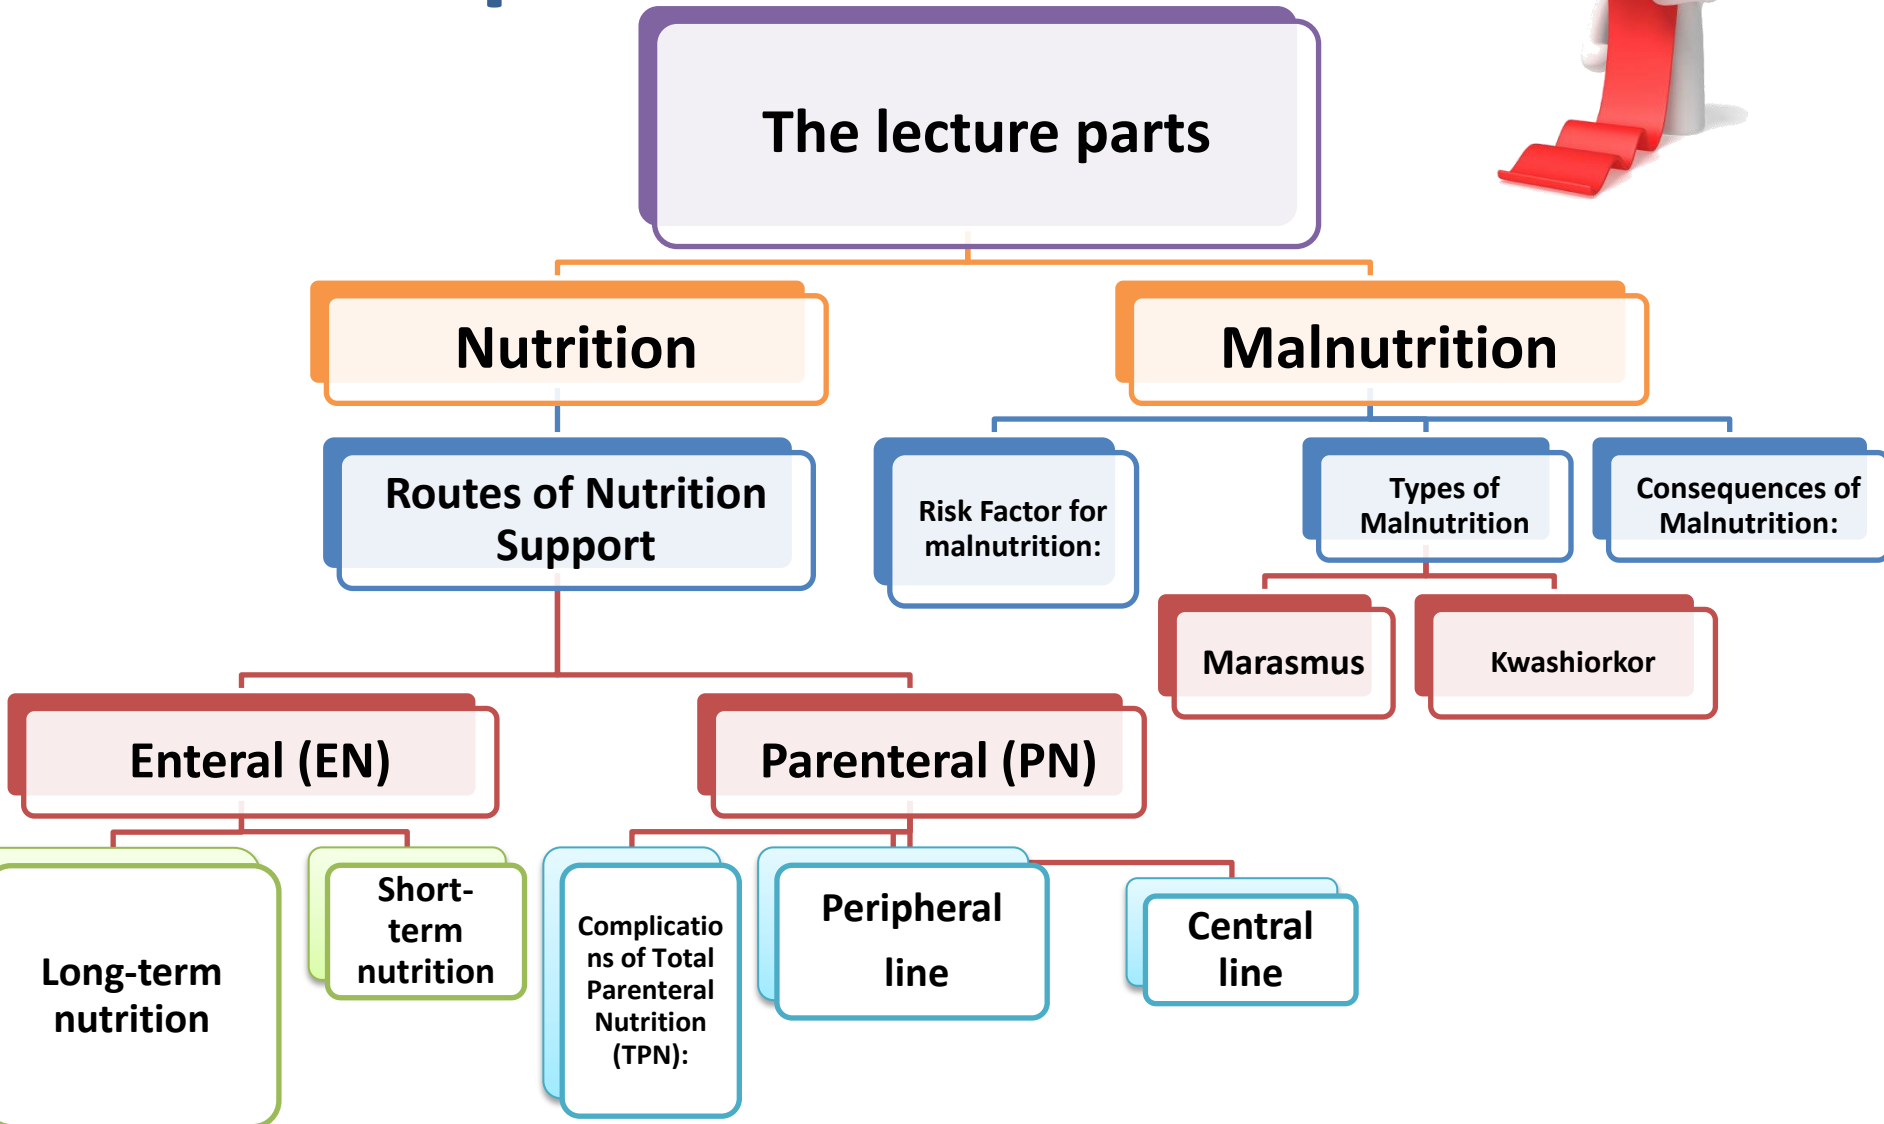 The lecture parts
Nutrition
Malnutrition
Routes of Nutrition
Support
Risk Factor for
malnutrition:
Types of
Malnutrition
Consequences of
Malnutrition:
Marasmus
Kwashiorkor
Enteral (EN)
Parenteral (PN)
Long-term
nutrition
Short-
term
nutrition
Complicatio
ns of Total
Parenteral
Nutrition
(TPN):
Peripheral
line
Central
line